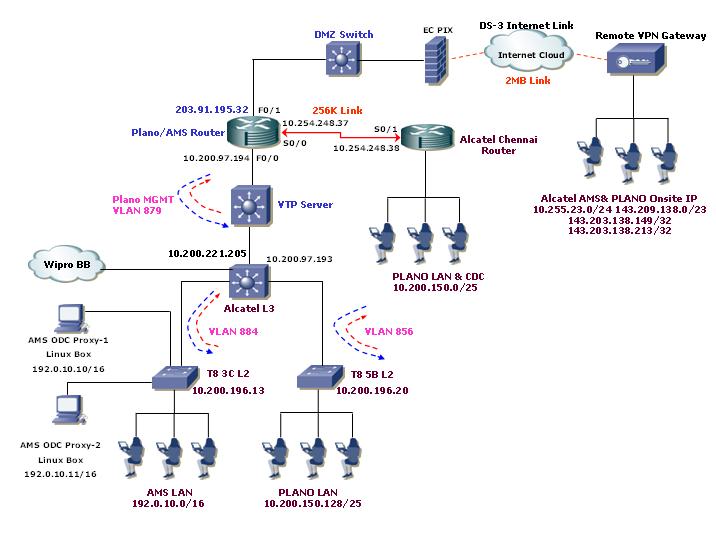 DS-3 Internet Link
EC PIX
DMZ Switch
Remote VPN Gateway
Internet Cloud
2MB Link
203.91.195.32 F0/1
256K Link
10.254.248.37
Plano/AMS Router
S0/0
S0/1
10.254.248.38
Alcatel Chennai
Router
10.200.97.194 F0/0
Plano MGMT
VLAN 879
VTP Server
Alcatel AMS& PLANO Onsite IP
10.255.23.0/24 143.209.138.0/23
143.203.138.149/32
143.203.138.213/32
10.200.221.205
10.200.97.193
Wipro BB
PLANO LAN & CDC
10.200.150.0/25
Alcatel L3
VLAN 884
VLAN 856
AMS ODC Proxy-1
Linux Box
192.0.10.10/16
T8 3C L2
10.200.196.13
T8 5B L2
10.200.196.20
AMS ODC Proxy-2
Linux Box
192.0.10.11/16
AMS LAN
192.0.10.0/16
PLANO LAN
10.200.150.128/25